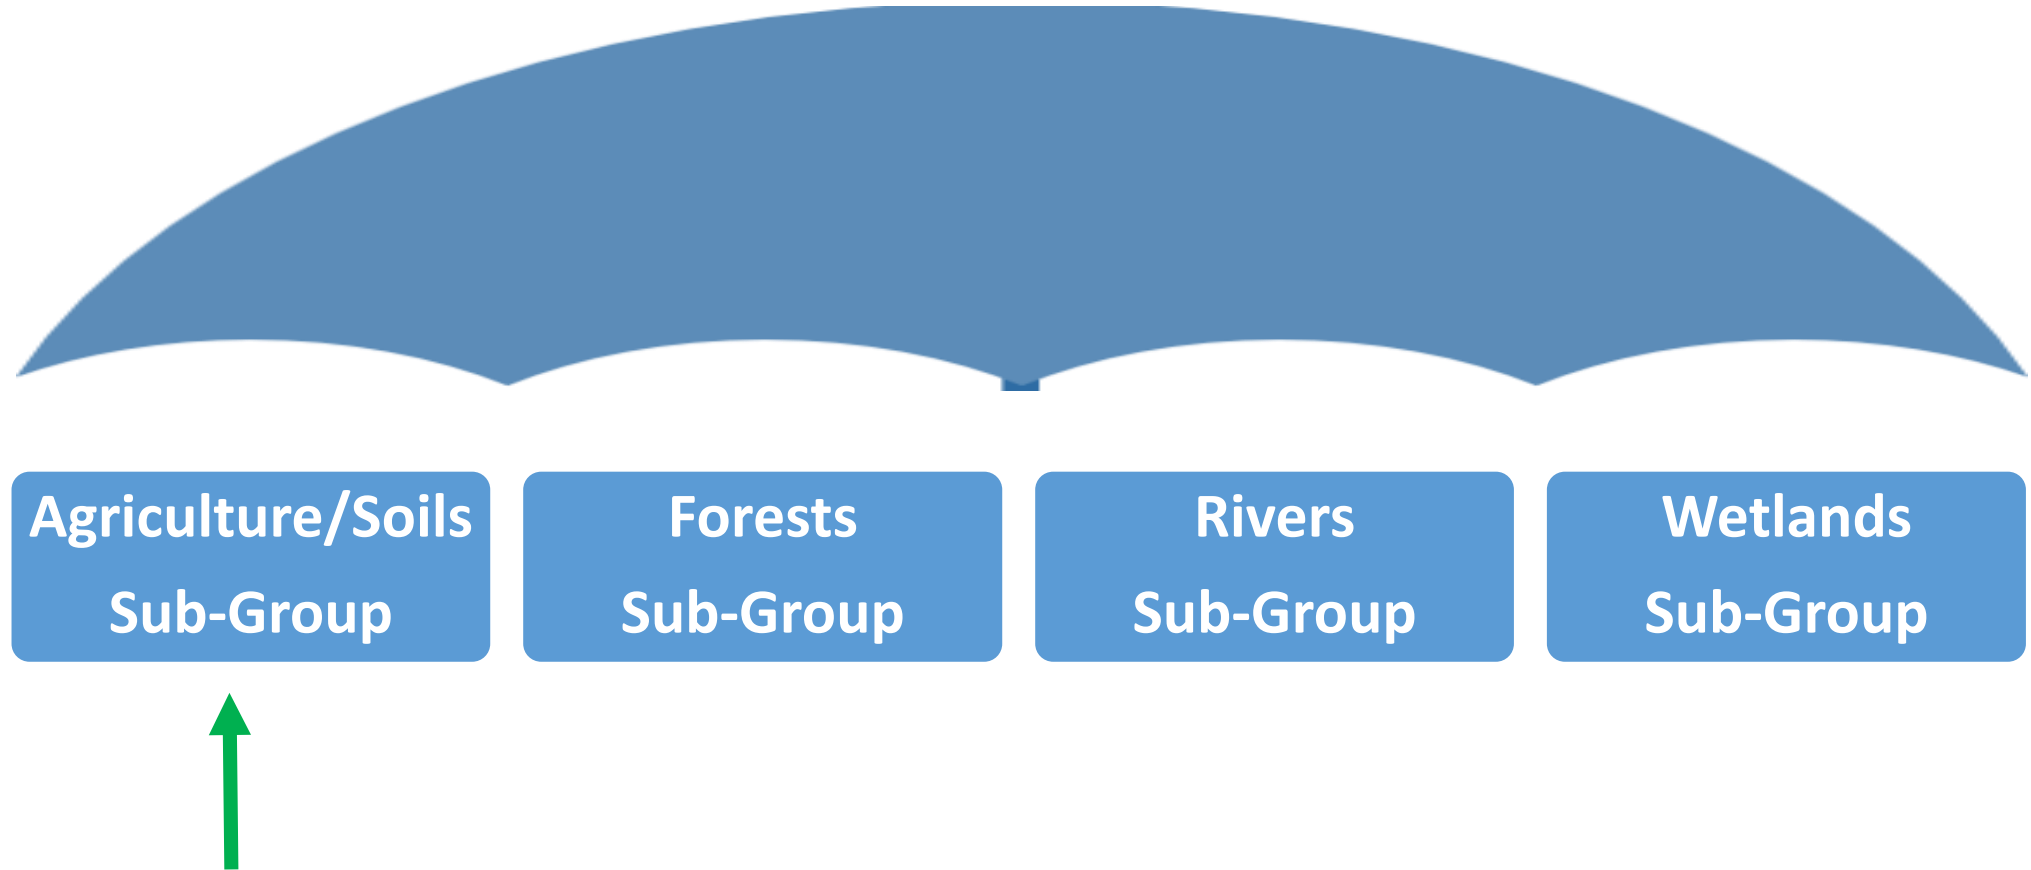 Agriculture/Soils
Sub-Group
Forests
Sub-Group
Rivers
Sub-Group
Wetlands
Sub-Group